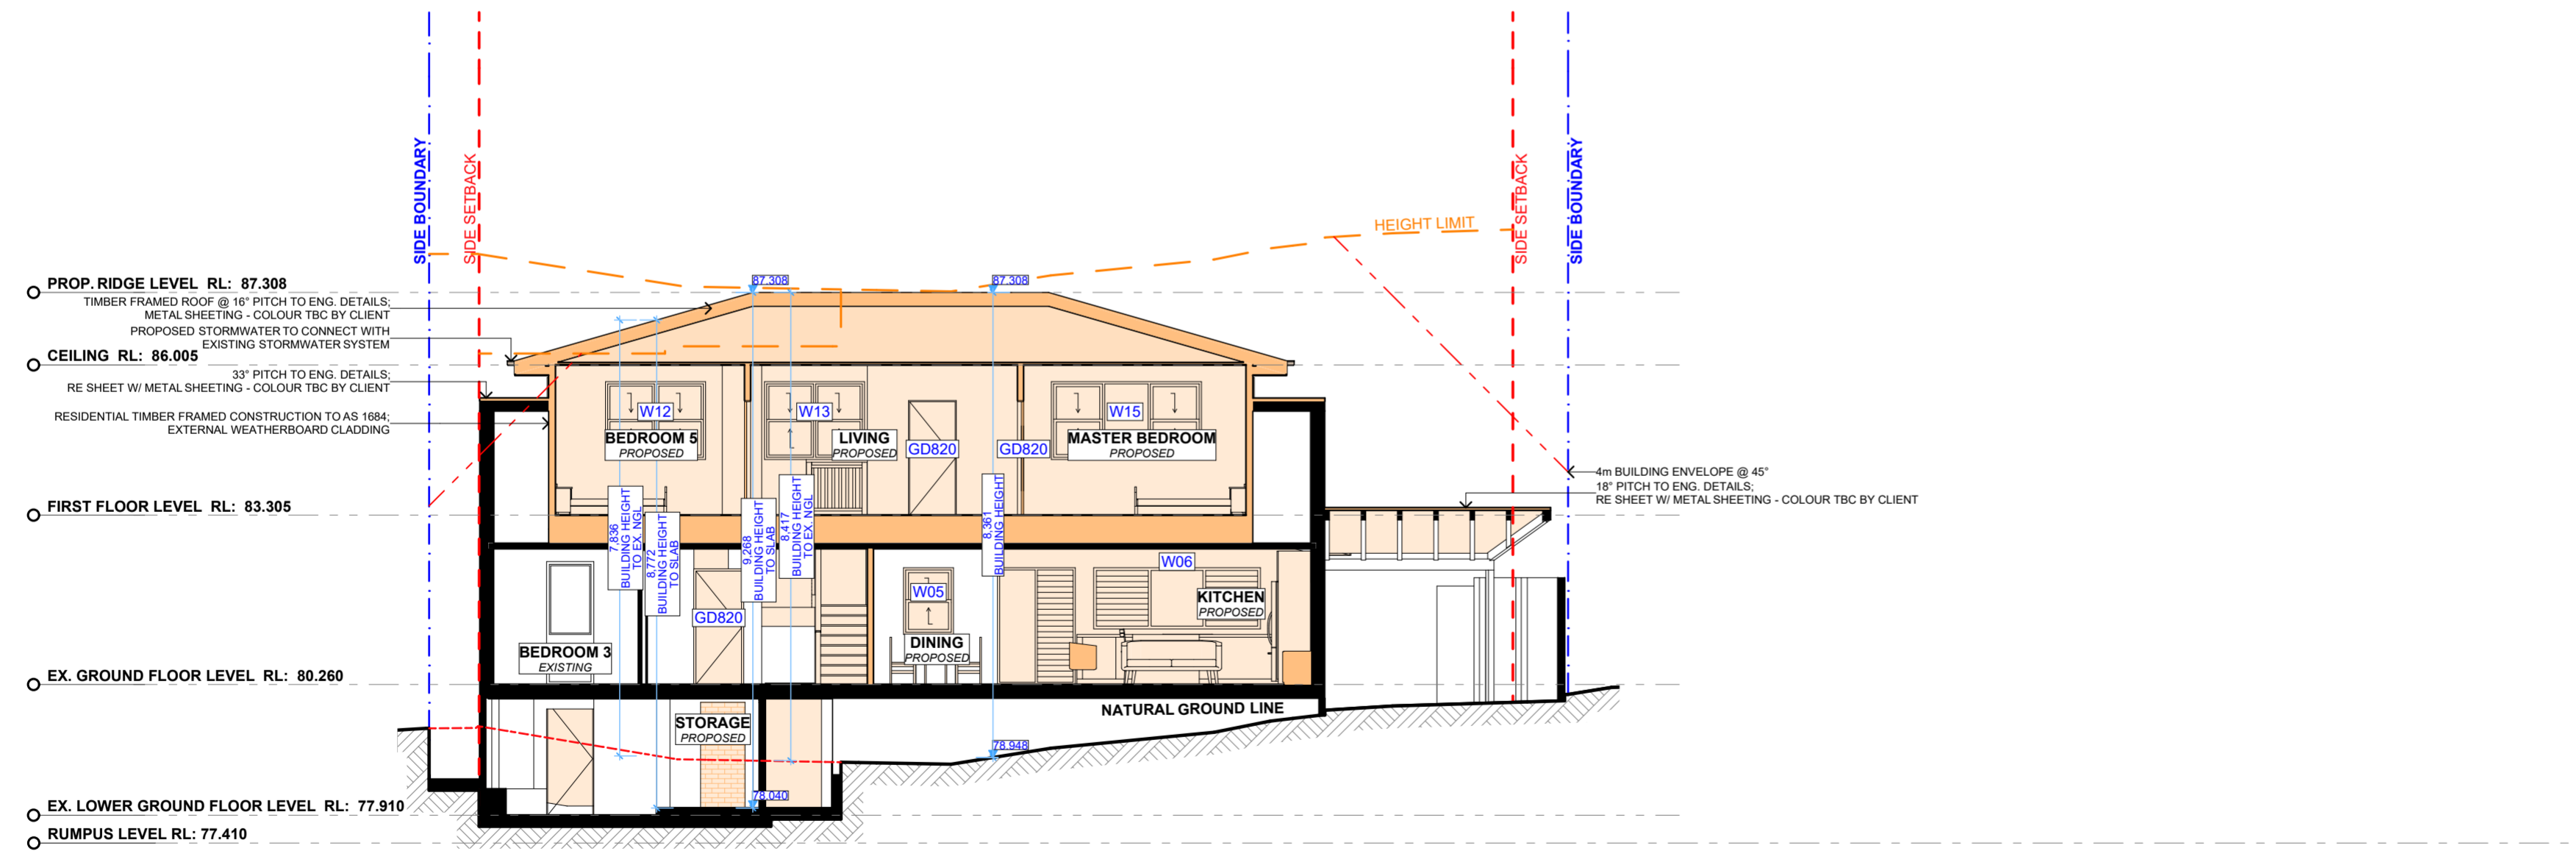 SIDE BOUNDARY
SIDE SETBACK
SIDE SETBACK
SIDE BOUNDARY
HEIGHT LIMIT
PROP. RIDGE LEVEL RL: 87.308
87.308
87.308
TIMBER FRAMED ROOF @ 16° PITCH TO ENG. DETAILS;
METAL SHEETING - COLOUR TBC BY CLIENT
PROPOSED STORMWATER TO CONNECT WITH
EXISTING STORMWATER SYSTEM
CEILING RL: 86.005
33° PITCH TO ENG. DETAILS;
RE SHEET W/ METAL SHEETING - COLOUR TBC BY CLIENT
RESIDENTIAL TIMBER FRAMED CONSTRUCTION TO AS 1684;
EXTERNAL WEATHERBOARD CLADDING
W12
W13
W15
BEDROOM 5
PROPOSED
LIVING
PROPOSED
GD820
GD820
MASTER BEDROOM
PROPOSED
4m BUILDING ENVELOPE @ 45°
18° PITCH TO ENG. DETAILS;
RE SHEET W/ METAL SHEETING - COLOUR TBC BY CLIENT
FIRST FLOOR LEVEL RL: 83.305
7,836
BUILDING HEIGHT
TO EX. NGL
8,772
BUILDING HEIGHT
TO SLAB
9,268
BUILDING HEIGHT
TO SLAB
8,417
BUILDING HEIGHT
TO EX. NGL
8,361
BUILDING HEIGHT
W06
W05
KITCHEN
PROPOSED
GD820
DINING
PROPOSED
BEDROOM 3
EXISTING
EX. GROUND FLOOR LEVEL RL: 80.260
NATURAL GROUND LINE
STORAGE
PROPOSED
78.948
78.040
EX. LOWER GROUND FLOOR LEVEL RL: 77.910
RUMPUS LEVEL RL: 77.410